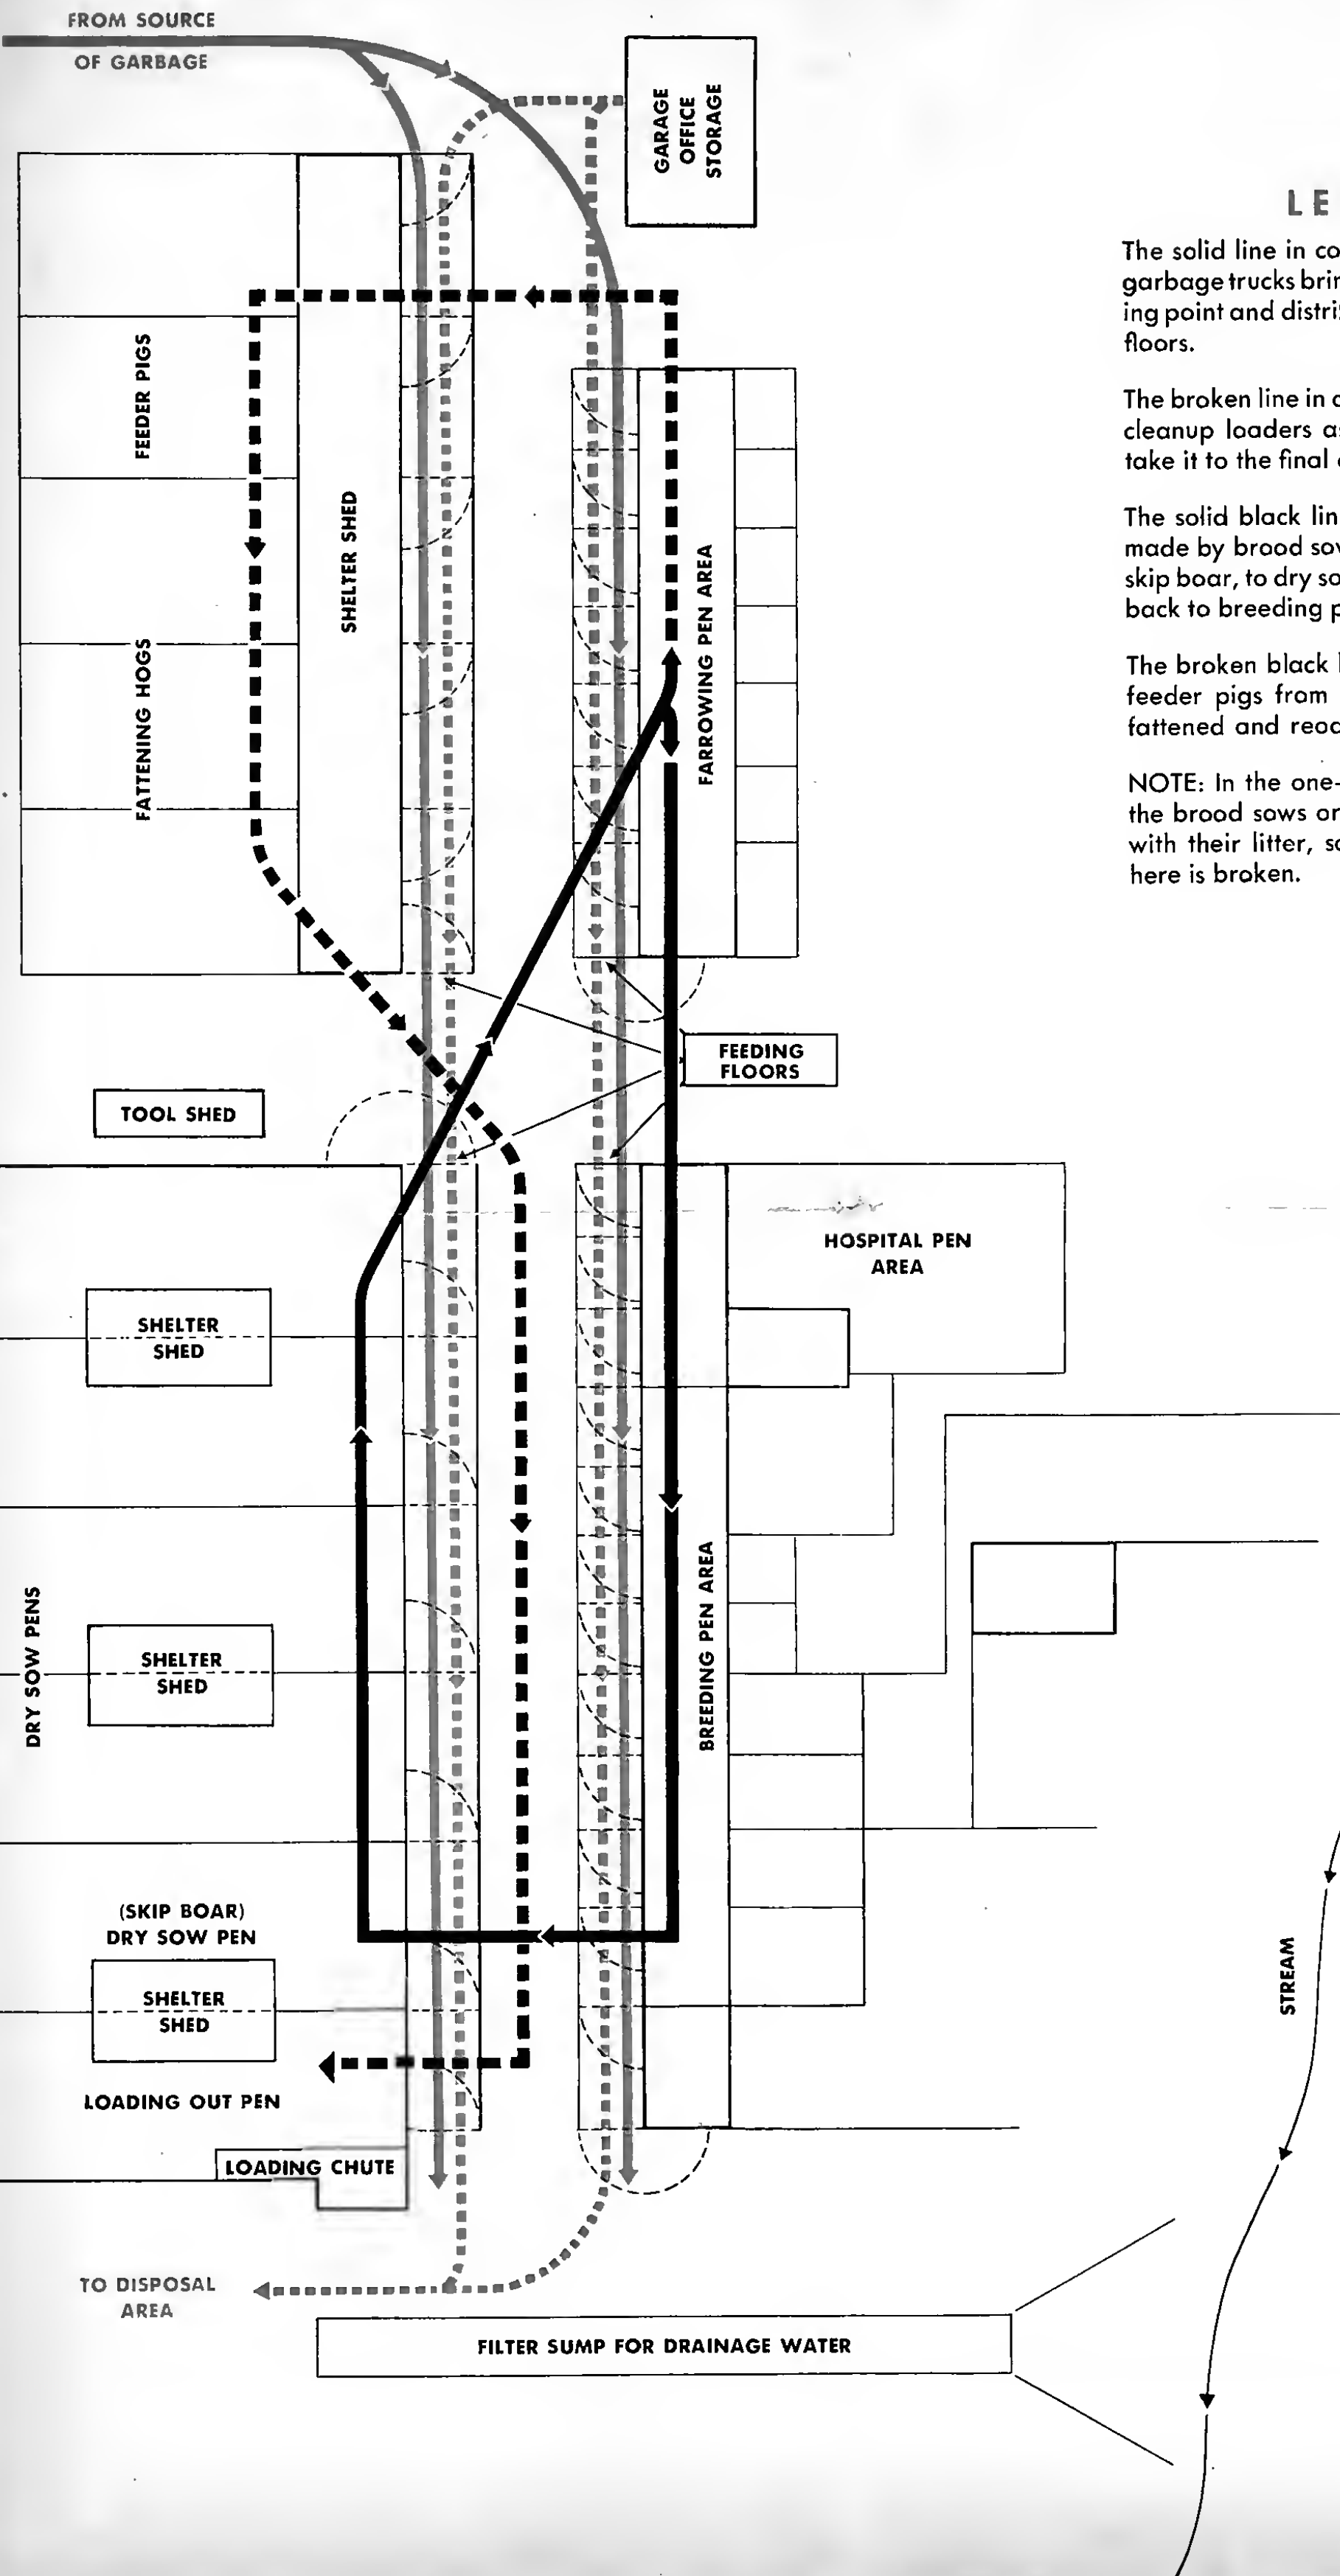 FROM SOURCE
OF GARBAGE
GARAGE
OFFICE
STORAGE
LE
The solid line in co
garbage trucks brin
ing point and distri
floors.
The broken line in c
cleanup loaders as
take it to the final
The solid black lin
made by brood sow
skip boar, to dry so
back to breeding p
The broken black l
feeder pigs from
fattened and read
NOTE: In the one-
the brood sows ar
with their litter, so
here is broken.
FEEDER PIGS
FATTENING HOGS
SHELTER SHED
FARROWING PEN AREA
FEEDING
FLOORS
TOOL SHED
HOSPITAL PEN
AREA
SHELTER
SHED
DRY SOW PENS
SHELTER
SHED
BREEDING PEN AREA
(SKIP BOAR)
DRY SOW PEN
SHELTER
SHED
STREAM
LOADING OUT PEN
LOADING CHUTE
TO DISPOSAL
AREA
FILTER SUMP FOR DRAINAGE WATER